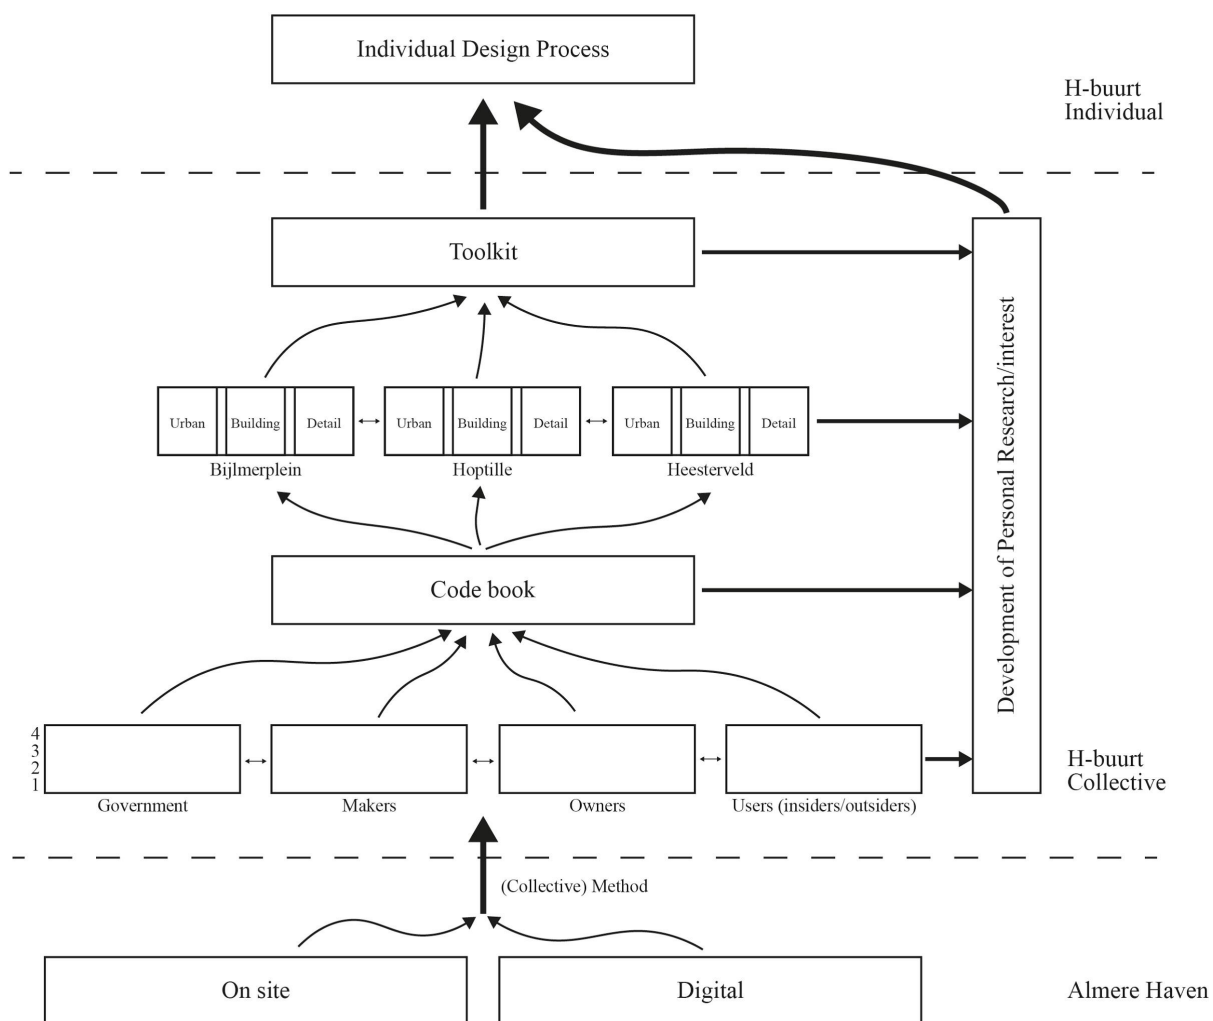 Individual Design Process
H-buurt
Individual
Toolkit
Development of Personal Research/interest
Urban Building Detail
Urban Building Detail
Urban Building Detail
Bijlmerplein
Hoptille
Heesterveld
Code book
4
3
2
1
Government
Makers
Owners
Users (insiders/outsiders)
H-buurt
Collective
(Collective) Method
On site
Digital
Almere Haven